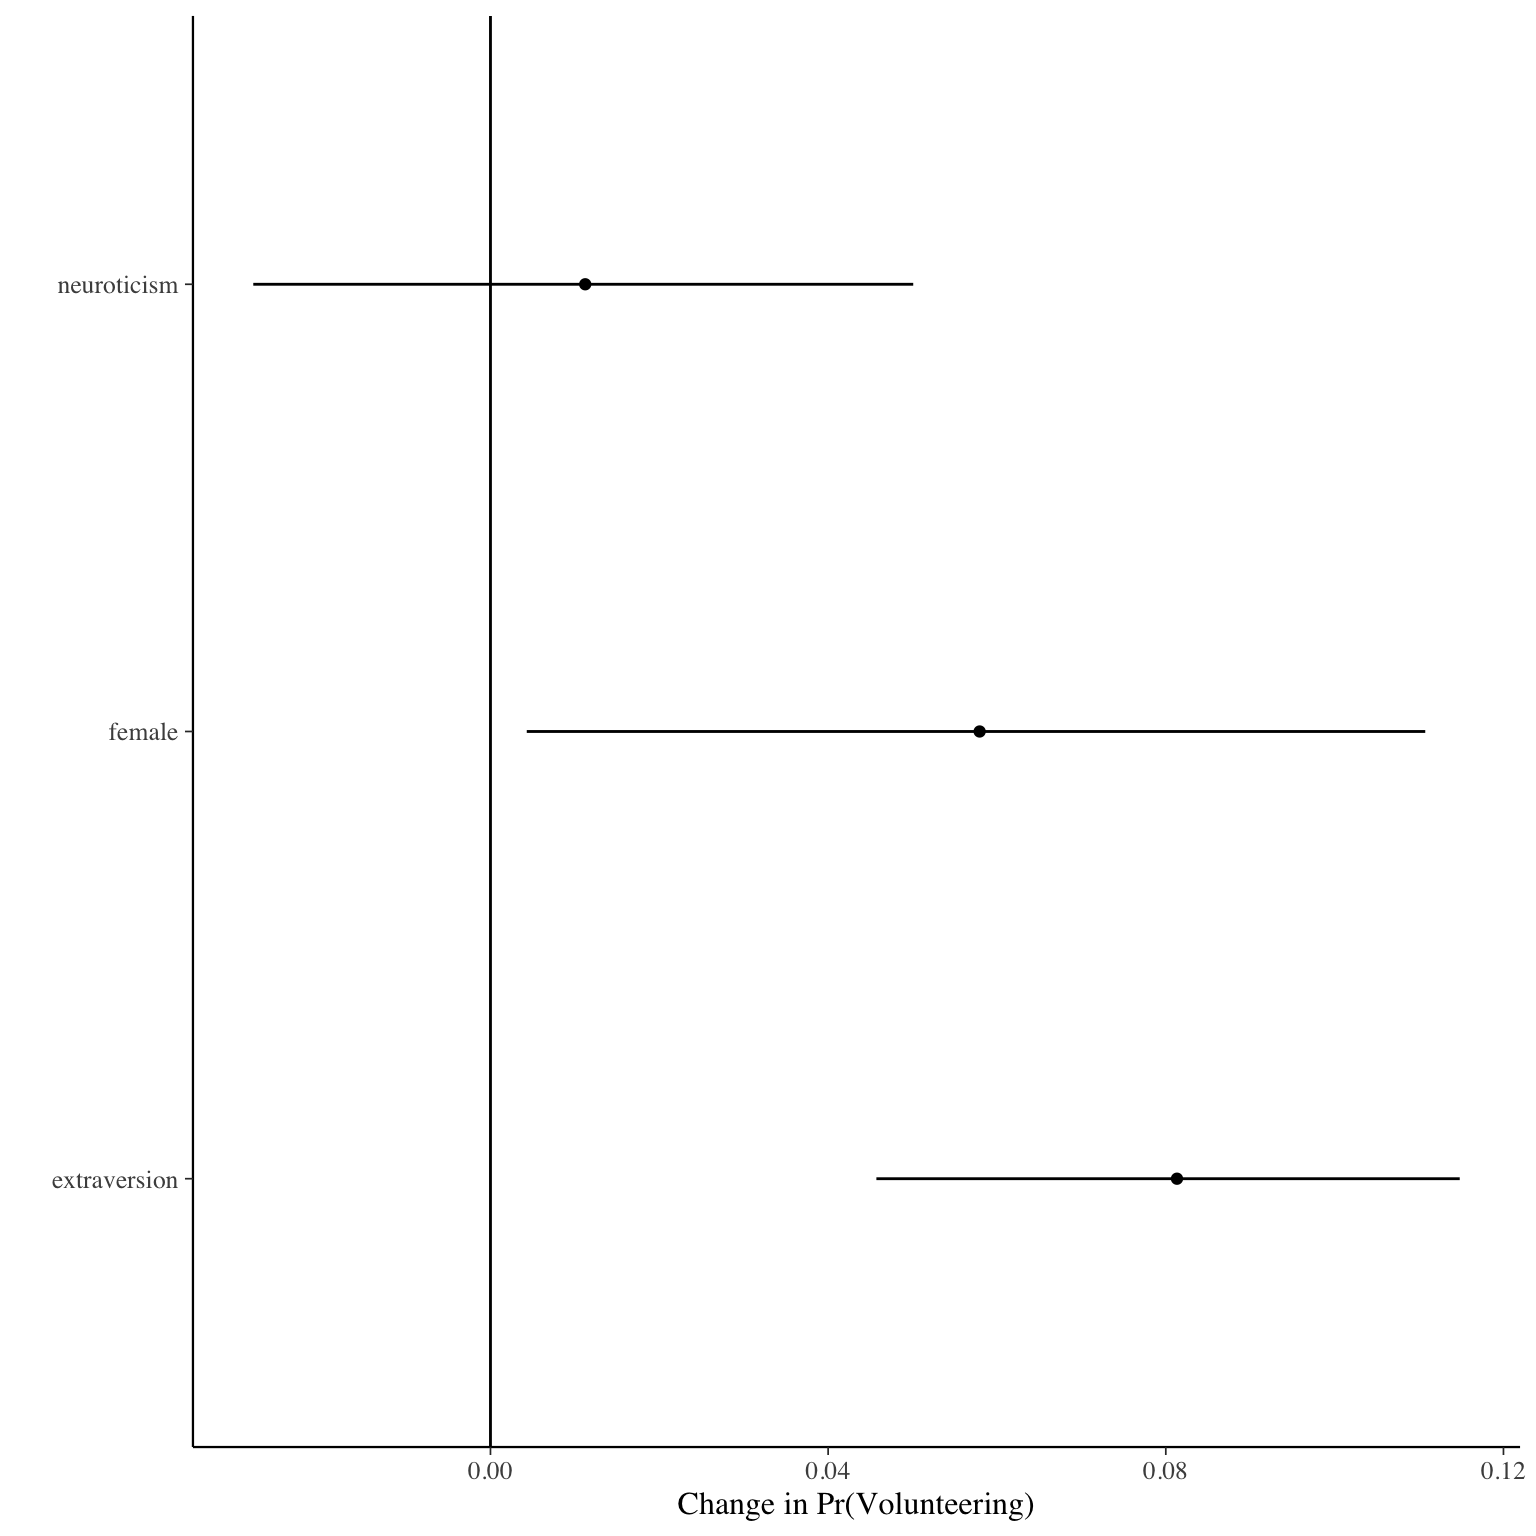 neuroticism
female
extraversion
0.00 0.04 0.08 0.12
Change in Pr(Volunteering)